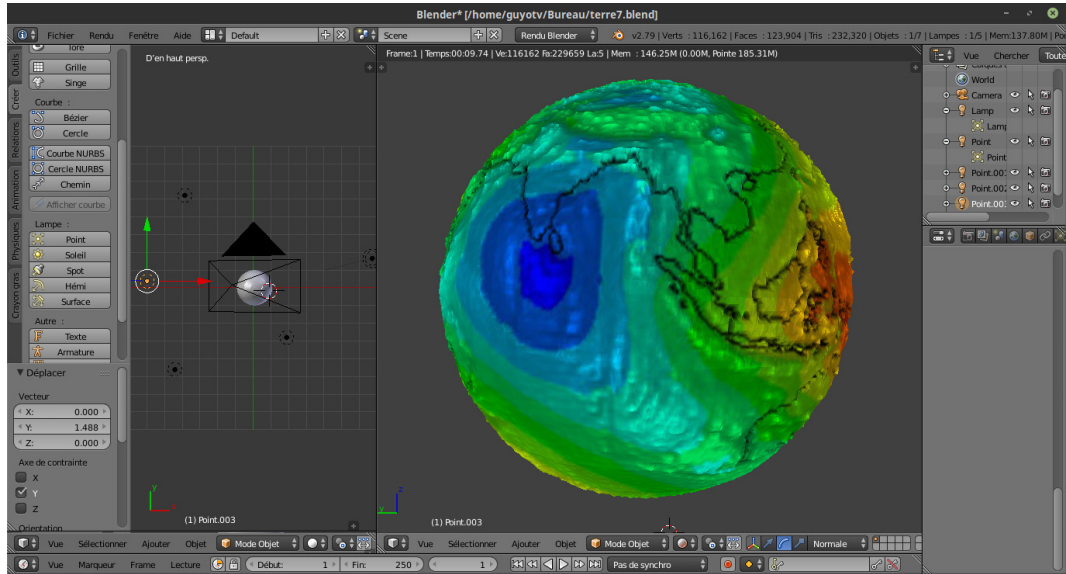 Blender* [/home/guyotv/Bureau/terre7.blend]
Fichier Rendu Fenêtre Aide Default Scene Rendu Blender v2.79 | Verts : 116,162 | Faces : 123,904 | Tris : 232,320 | Objets : 1/7 | Lampes : 1/5 | Mem:137.80M | Poi
Outils
Créer
Relations
Animation
Physiques
Crayon gras
Tore
Grille
Singe
Courbe :
Bézier
Cercle
Courbe NURBS
Cercle NURBS
Chemin
Afficher courbe
Lampe :
Point
Soleil
Spot
Hémi
Surface
Autre :
Texte
Armature
Déplacer
Vecteur
X: 0.000
Y: 1.488
Z: 0.000
Axe de contrainte
X
Y
Z
Orientation
D'en haut persp.
y
x
(1) Point.003
Frame:1 | Temps:00:09.74 | Ve:116162 Fa:229659 La:5 | Mem : 146.25M (0.00M, Pointe 185.31M)
z
y
(1) Point.003
Vue Chercher Toute
World
Camera
Lamp
Lamp
Point
Point
Point.00
Point.002
Point.003
Vue Sélectionner Ajouter Objet Mode Objet
Vue Sélectionner Ajouter Objet Mode Objet Normale
Vue Marqueur Frame Lecture Début: 1 Fin: 250 1 Pas de synchro